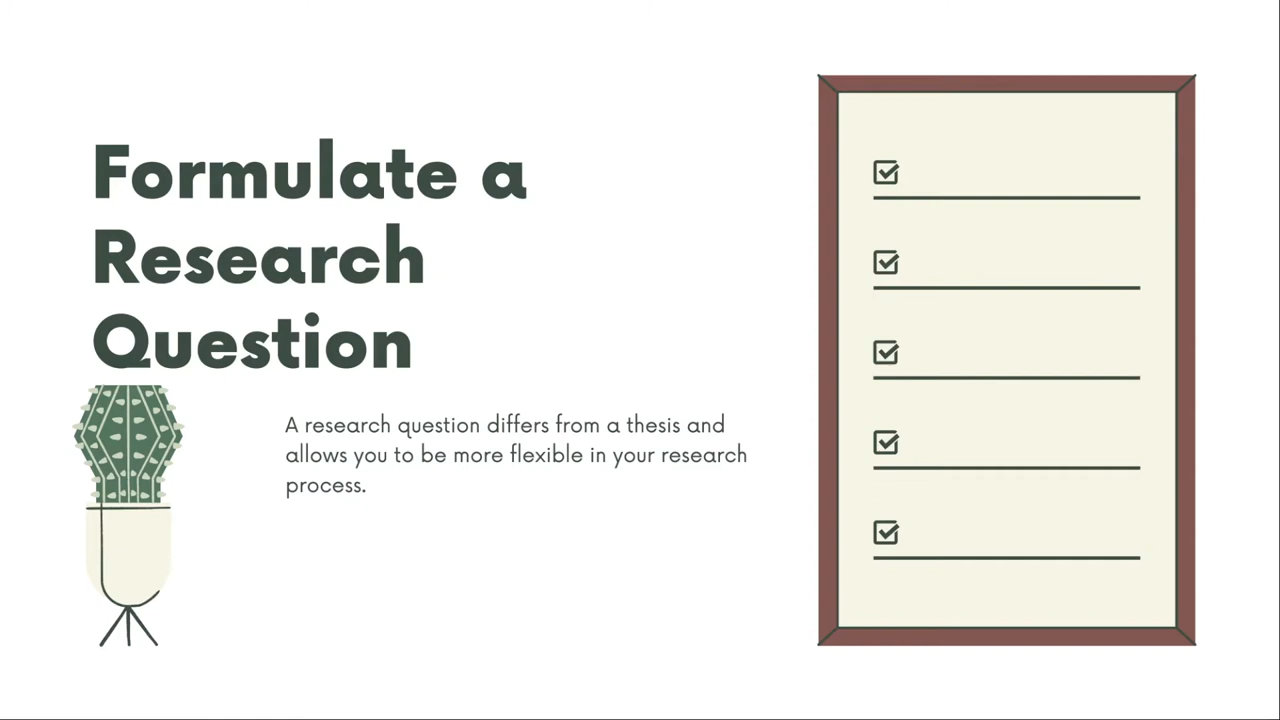 Formulate a
Research
Question
A research question differs from a thesis and
allows you to be more flexible in your research
process.